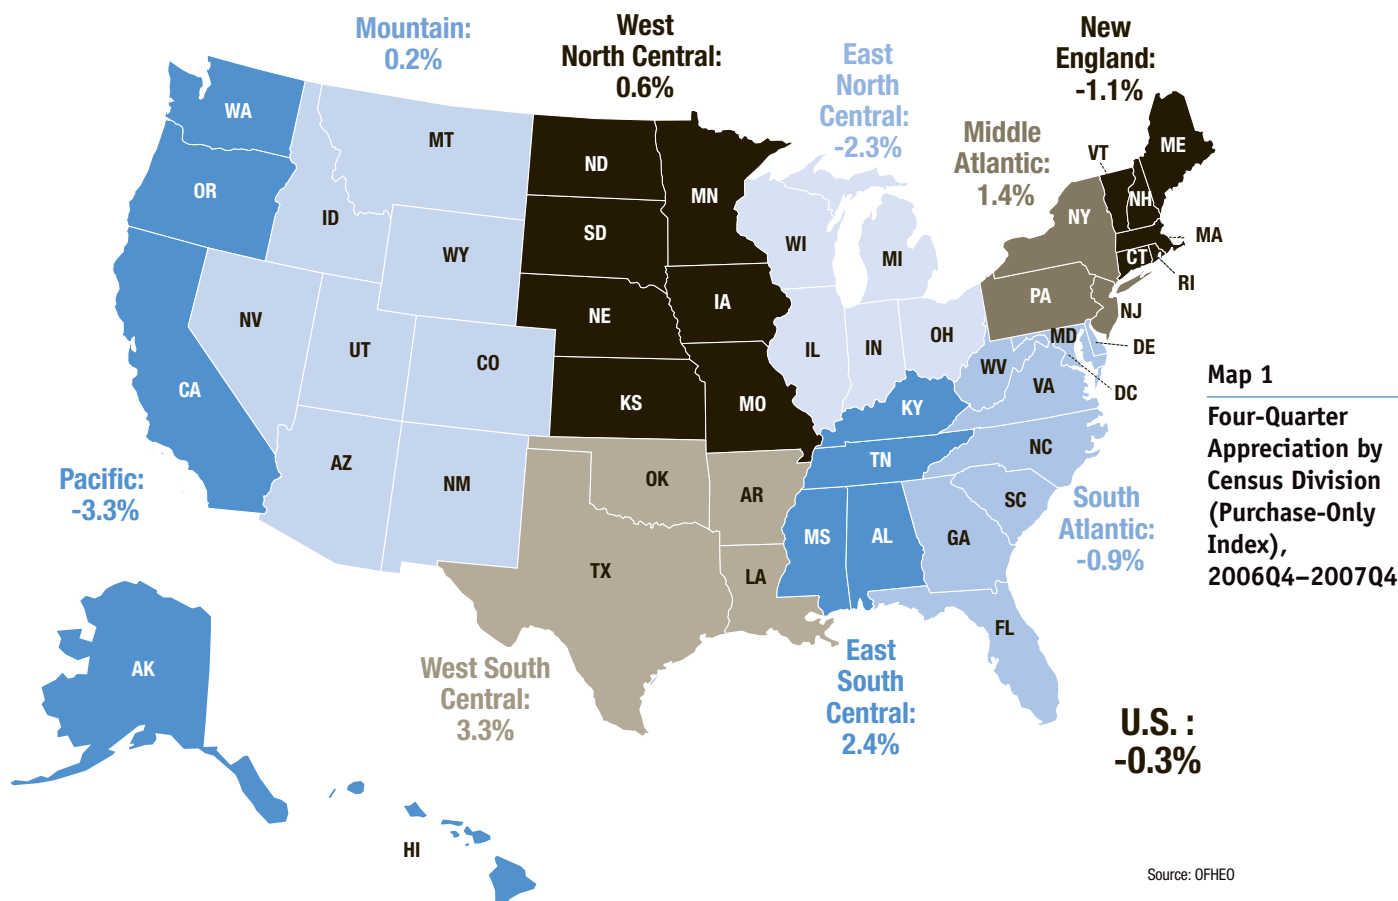 Mountain:
0.2%
West
North Central:
0.6%
East
North
Central:
-2.3%
New
England:
-1.1%
Middle
Atlantic:
1.4%
WA
OR
CA
AK
HI
MT
ID
WY
NV
UT
CO
AZ
NM
ND
SD
NE
KS
MN
IA
MO
WI
MI
IL
IN
OH
VT
ME
NH
MA
CT
RI
NY
PA
NJ
MD
DE
DC
WV
VA
NC
SC
GA
FL
KY
TN
MS
AL
OK
AR
TX
LA
Pacific:
-3.3%
West South
Central:
3.3%
East
South
Central:
2.4%
South
Atlantic:
-0.9%
U.S. :
-0.3%
Map 1
Four-Quarter
Appreciation by
Census Division
(Purchase-Only
Index),
2006Q4–2007Q4
Source: OFHEO